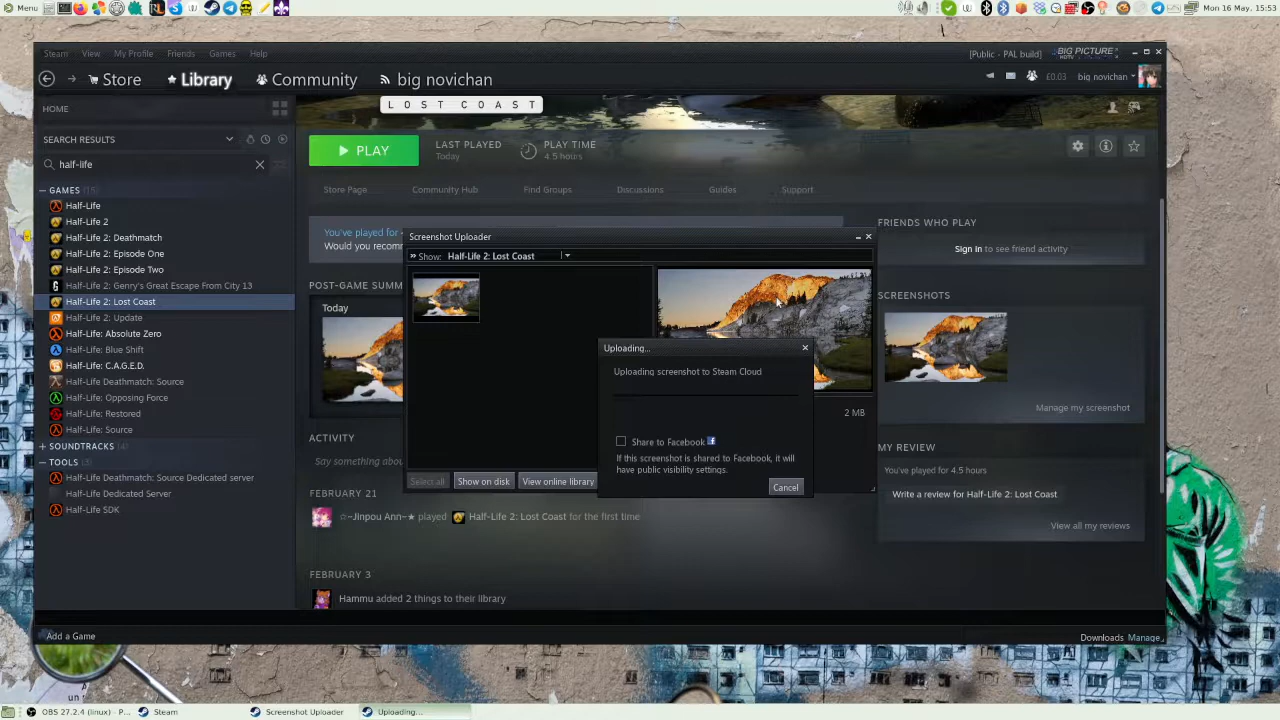 Menu
Mon 16 May, 15:53
Steam View My Profile Friends Games Help
[Public - PAL build]
BIG PICTURE
Store Library Community big novichan
£0.03 big novichan
HOME
LOST COAST
SEARCH RESULTS
half-life
PLAY
LAST PLAYED
Today
PLAY TIME
4.5 hours
Store Page Community Hub Find Groups Discussions Guides Support
GAMES (15)
Half-Life
Half-Life 2
Half-Life 2: Deathmatch
Half-Life 2: Episode One
Half-Life 2: Episode Two
Half-Life 2: Genry's Great Escape From City 13
Half-Life 2: Lost Coast
Half-Life 2: Update
Half-Life: Absolute Zero
Half-Life: Blue Shift
Half-Life: C.A.G.E.D.
Half-Life Deathmatch: Source
Half-Life: Opposing Force
Half-Life: Restored
Half-Life: Source
SOUNDTRACKS (4)
TOOLS (3)
Half-Life Deathmatch: Source Dedicated server
Half-Life Dedicated Server
Half-Life SDK
You've played for
Would you recom
POST-GAME SUMM
Today
ACTIVITY
Say something abou
FEBRUARY 21
☆~Jinpou Ann~★ played Half-Life 2: Lost Coast for the first time
FEBRUARY 3
Hammu added 2 things to their library
Screenshot Uploader
» Show: Half-Life 2: Lost Coast
2 MB
Select all Show on disk View online library
Uploading...
Uploading screenshot to Steam Cloud
Share to Facebook
If this screenshot is shared to Facebook, it will
have public visibility settings.
Cancel
FRIENDS WHO PLAY
Sign In to see friend activity
SCREENSHOTS
Manage my screenshot
MY REVIEW
You've played for 4.5 hours
Write a review for Half-Life 2: Lost Coast
View all my reviews
Add a Game
Downloads Manage
OBS 27.2.4 (linux) - P... Steam Screenshot Uploader Uploading...